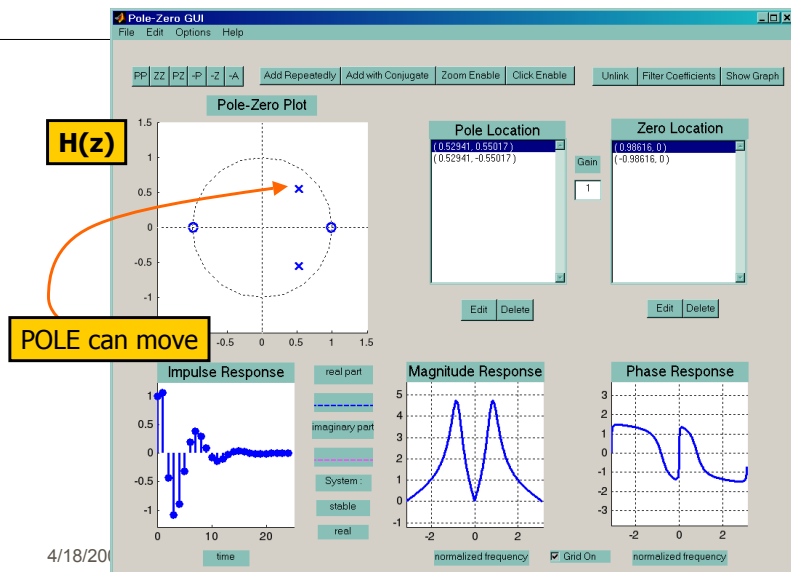 Pole-Zero GUI
File Edit Options Help
PP ZZ PZ -P -Z -A
Add Repeatedly Add with Conjugate Zoom Enable Click Enable
Unlink Filter Coefficients Show Graph
Pole-Zero Plot
H(z)
1.5
1
0.5
0
-0.5
-1
-0.5 0 0.5 1 1.5
POLE can move
Pole Location
( 0.52941, 0.55017 )
( 0.52941, -0.55017 )
Edit Delete
Gain
1
Zero Location
( 0.98616, 0 )
( -0.98616, 0 )
Edit Delete
Impulse Response
1
0.5
0
-0.5
-1
0 10 20
time
real part
imaginary part
System :
stable
real
Magnitude Response
5
4
3
2
1
0
-1
-2 0 2
normalized frequency
Grid On
Phase Response
3
2
1
0
-1
-2
-3
-2 0 2
normalized frequency
4/18/200